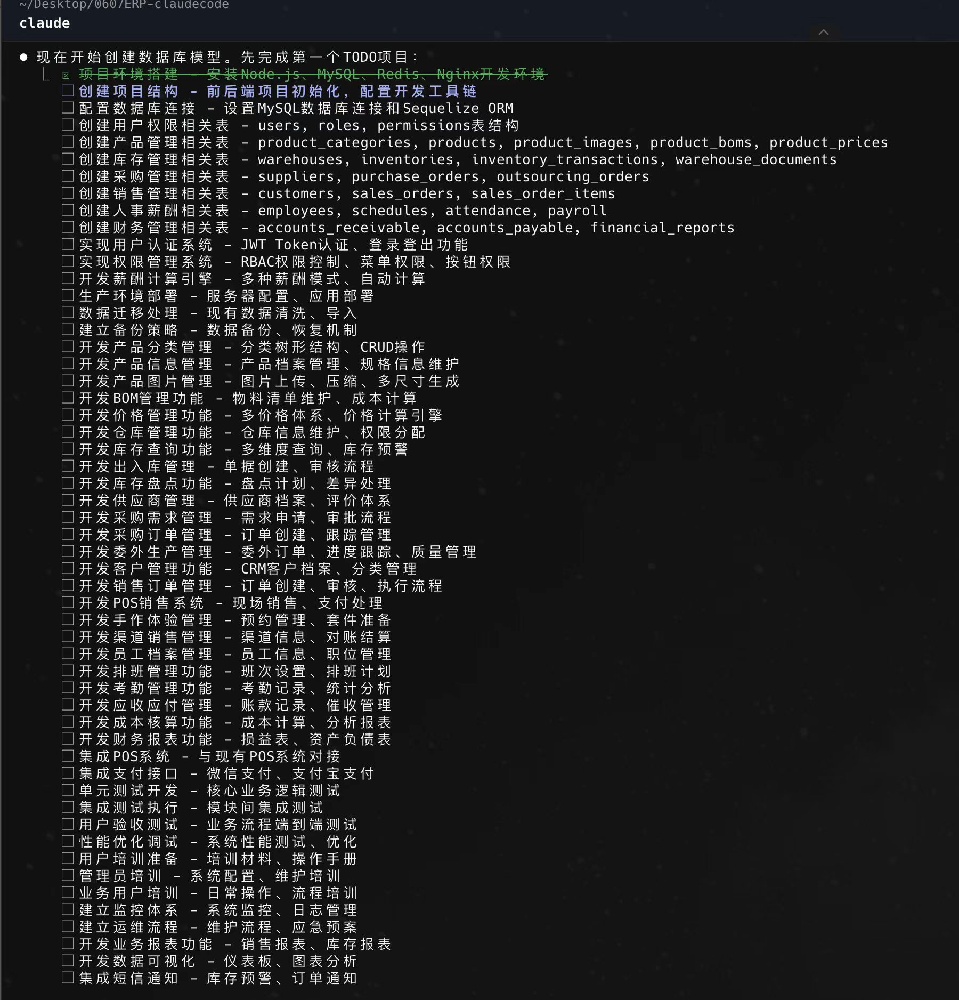 ~/Desktop/0607ERP-claudecode
claude
● 现在开始创建数据库模型。先完成第一个TODO项目：
☒ 项目环境搭建 - 安装Node.js、MySQL、Redis、Nginx开发环境
☐ 创建项目结构 - 前后端项目初始化，配置开发工具链
☐ 配置数据库连接 - 设置MySQL数据库连接和Sequelize ORM
☐ 创建用户权限相关表 - users, roles, permissions表结构
☐ 创建产品管理相关表 - product_categories, products, product_images, product_boms, product_prices
☐ 创建库存管理相关表 - warehouses, inventories, inventory_transactions, warehouse_documents
☐ 创建采购管理相关表 - suppliers, purchase_orders, outsourcing_orders
☐ 创建销售管理相关表 - customers, sales_orders, sales_order_items
☐ 创建人事薪酬相关表 - employees, schedules, attendance, payroll
☐ 创建财务管理相关表 - accounts_receivable, accounts_payable, financial_reports
☐ 实现用户认证系统 - JWT Token认证、登录登出功能
☐ 实现权限管理系统 - RBAC权限控制、菜单权限、按钮权限
☐ 开发薪酬计算引擎 - 多种薪酬模式、自动计算
☐ 生产环境部署 - 服务器配置、应用部署
☐ 数据迁移处理 - 现有数据清洗、导入
☐ 建立备份策略 - 数据备份、恢复机制
☐ 开发产品分类管理 - 分类树形结构、CRUD操作
☐ 开发产品信息管理 - 产品档案管理、规格信息维护
☐ 开发产品图片管理 - 图片上传、压缩、多尺寸生成
☐ 开发BOM管理功能 - 物料清单维护、成本计算
☐ 开发价格管理功能 - 多价格体系、价格计算引擎
☐ 开发仓库管理功能 - 仓库信息维护、权限分配
☐ 开发库存查询功能 - 多维度查询、库存预警
☐ 开发出入库管理 - 单据创建、审核流程
☐ 开发库存盘点功能 - 盘点计划、差异处理
☐ 开发供应商管理 - 供应商档案、评价体系
☐ 开发采购需求管理 - 需求申请、审批流程
☐ 开发采购订单管理 - 订单创建、跟踪管理
☐ 开发委外生产管理 - 委外订单、进度跟踪、质量管理
☐ 开发客户管理功能 - CRM客户档案、分类管理
☐ 开发销售订单管理 - 订单创建、审核、执行流程
☐ 开发POS销售系统 - 现场销售、支付处理
☐ 开发手作体验管理 - 预约管理、套件准备
☐ 开发渠道销售管理 - 渠道信息、对账结算
☐ 开发员工档案管理 - 员工信息、职位管理
☐ 开发排班管理功能 - 班次设置、排班计划
☐ 开发考勤管理功能 - 考勤记录、统计分析
☐ 开发应收应付管理 - 账款记录、催收管理
☐ 开发成本核算功能 - 成本计算、分析报表
☐ 开发财务报表功能 - 损益表、资产负债表
☐ 集成POS系统 - 与现有POS系统对接
☐ 集成支付接口 - 微信支付、支付宝支付
☐ 单元测试开发 - 核心业务逻辑测试
☐ 集成测试执行 - 模块间集成测试
☐ 用户验收测试 - 业务流程端到端测试
☐ 性能优化调试 - 系统性能测试、优化
☐ 用户培训准备 - 培训材料、操作手册
☐ 管理员培训 - 系统配置、维护培训
☐ 业务用户培训 - 日常操作、流程培训
☐ 建立监控体系 - 系统监控、日志管理
☐ 建立运维流程 - 维护流程、应急预案
☐ 开发业务报表功能 - 销售报表、库存报表
☐ 开发数据可视化 - 仪表板、图表分析
☐ 集成短信通知 - 库存预警、订单通知